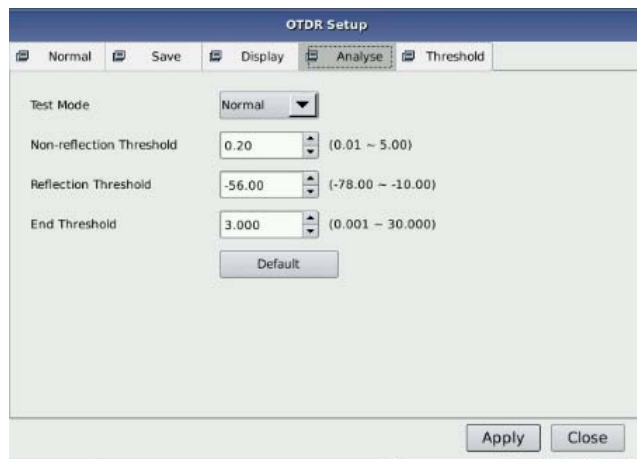 OTDR Setup
Normal Save Display Analyse Threshold
Test Mode Normal
Non-reflection Threshold 0.20 (0.01 ~ 5.00)
Reflection Threshold -56.00 (-78.00 ~ -10.00)
End Threshold 3.000 (0.001 ~ 30.000)
Default
Apply Close